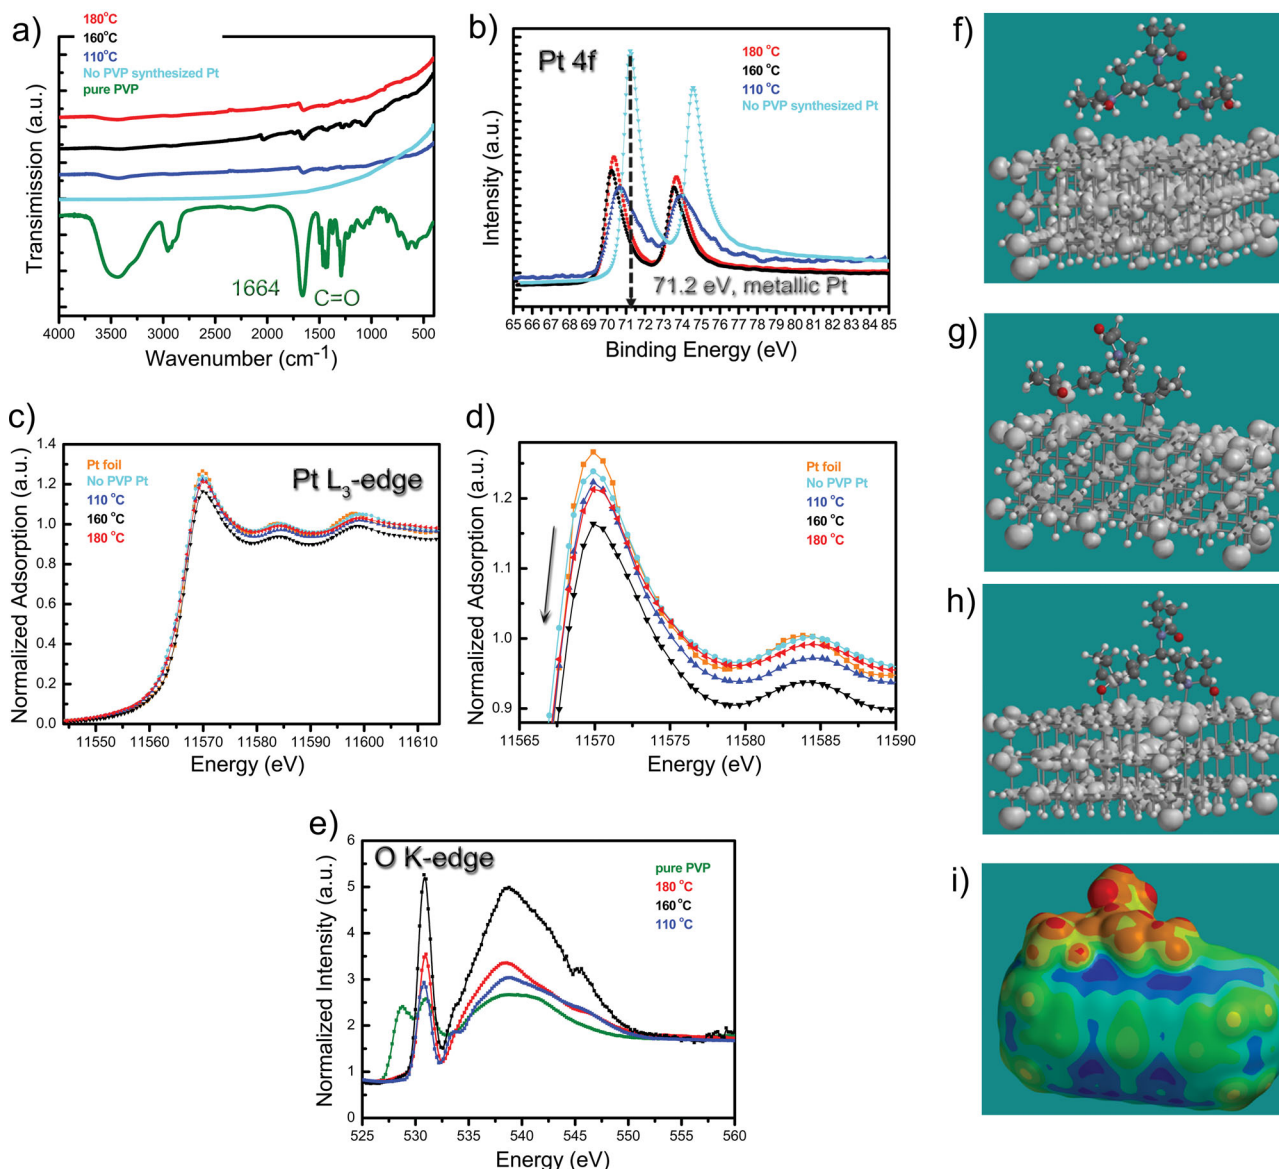 a)
180°C
160°C
110°C
No PVP synthesized Pt
pure PVP
1664
C=O
Transimission (a.u.)
4000 3500 3000 2500 2000 1500 1000 500
Wavenumber (cm-1)
b)
Pt 4f
180 °C
160 °C
110 °C
No PVP synthesized Pt
71.2 eV, metallic Pt
Intensity (a.u.)
65 66 67 68 69 70 71 72 73 74 75 76 77 78 79 80 81 82 83 84 85
Binding Energy (eV)
c)
Pt foil
No PVP Pt
110 °C
160 °C
180 °C
Pt L3-edge
Normalized Adsorption (a.u.)
1.4
1.2
1.0
0.8
0.6
0.4
0.2
0.0
11550 11560 11570 11580 11590 11600 11610
Energy (eV)
d)
Pt foil
No PVP Pt
110 °C
160 °C
180 °C
Normalized Adsorption (a.u.)
1.2
1.1
1.0
0.9
11565 11570 11575 11580 11585 11590
Energy (eV)
e)
O K-edge
pure PVP
180 °C
160 °C
110 °C
Normalized Intensity (a.u.)
6
5
4
3
2
1
0
525 530 535 540 545 550 555 560
Energy (eV)
f)
g)
h)
i)